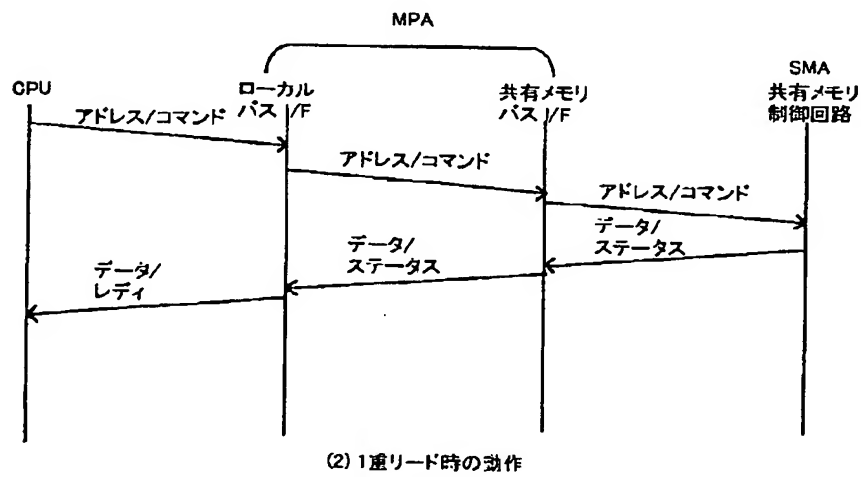 MPA
CPU
ローカル
バス I/F
共有メモリ
バス I/F
SMA
共有メモリ
制御回路
アドレス/コマンド
アドレス/コマンド
アドレス/コマンド
データ/
ステータス
データ/
ステータス
データ/
レディ
(2) 1重リード時の動作